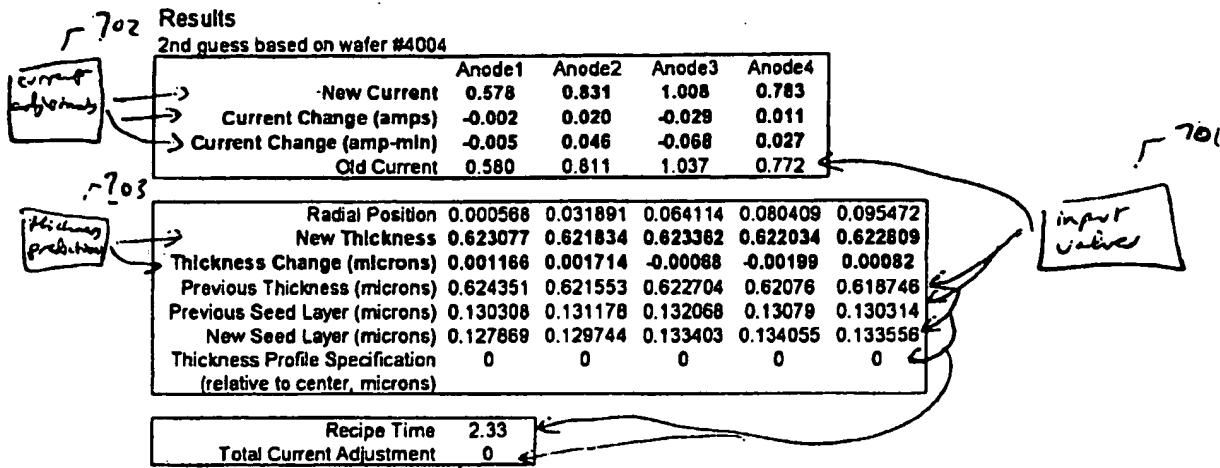 702
Results
2nd guess based on wafer #4004
current adjustments
Anode1 Anode2 Anode3 Anode4
New Current 0.578 0.831 1.008 0.783
Current Change (amps) -0.002 0.020 -0.029 0.011
Current Change (amp-min) -0.005 0.046 -0.068 0.027
Old Current 0.580 0.811 1.037 0.772
701
input values
703
thickness predictions
Radial Position 0.000568 0.031891 0.064114 0.080409 0.095472
New Thickness 0.623077 0.621834 0.623362 0.622034 0.622809
Thickness Change (microns) 0.001166 0.001714 -0.00088 -0.00199 0.00082
Previous Thickness (microns) 0.624351 0.621553 0.622704 0.62076 0.618746
Previous Seed Layer (microns) 0.130308 0.131178 0.132068 0.13079 0.130314
New Seed Layer (microns) 0.127869 0.129744 0.133403 0.134055 0.133556
Thickness Profile Specification 0 0 0 0 0
(relative to center, microns)
Recipe Time 2.33
Total Current Adjustment 0